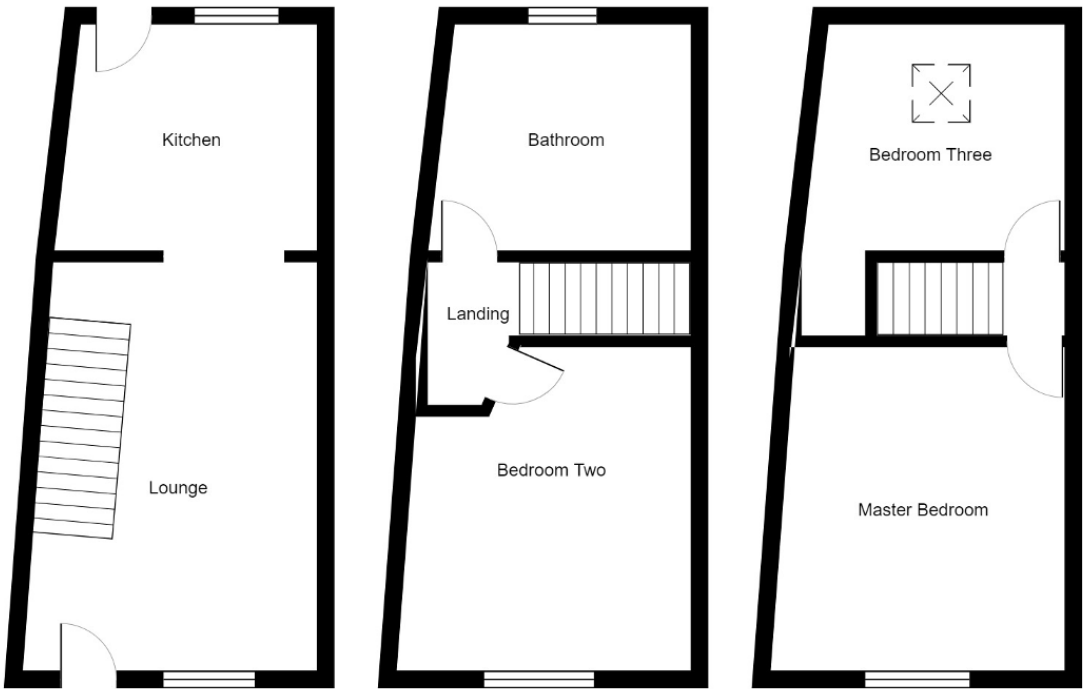 Kitchen
Lounge
Bathroom
Landing
Bedroom Two
Bedroom Three
Master Bedroom